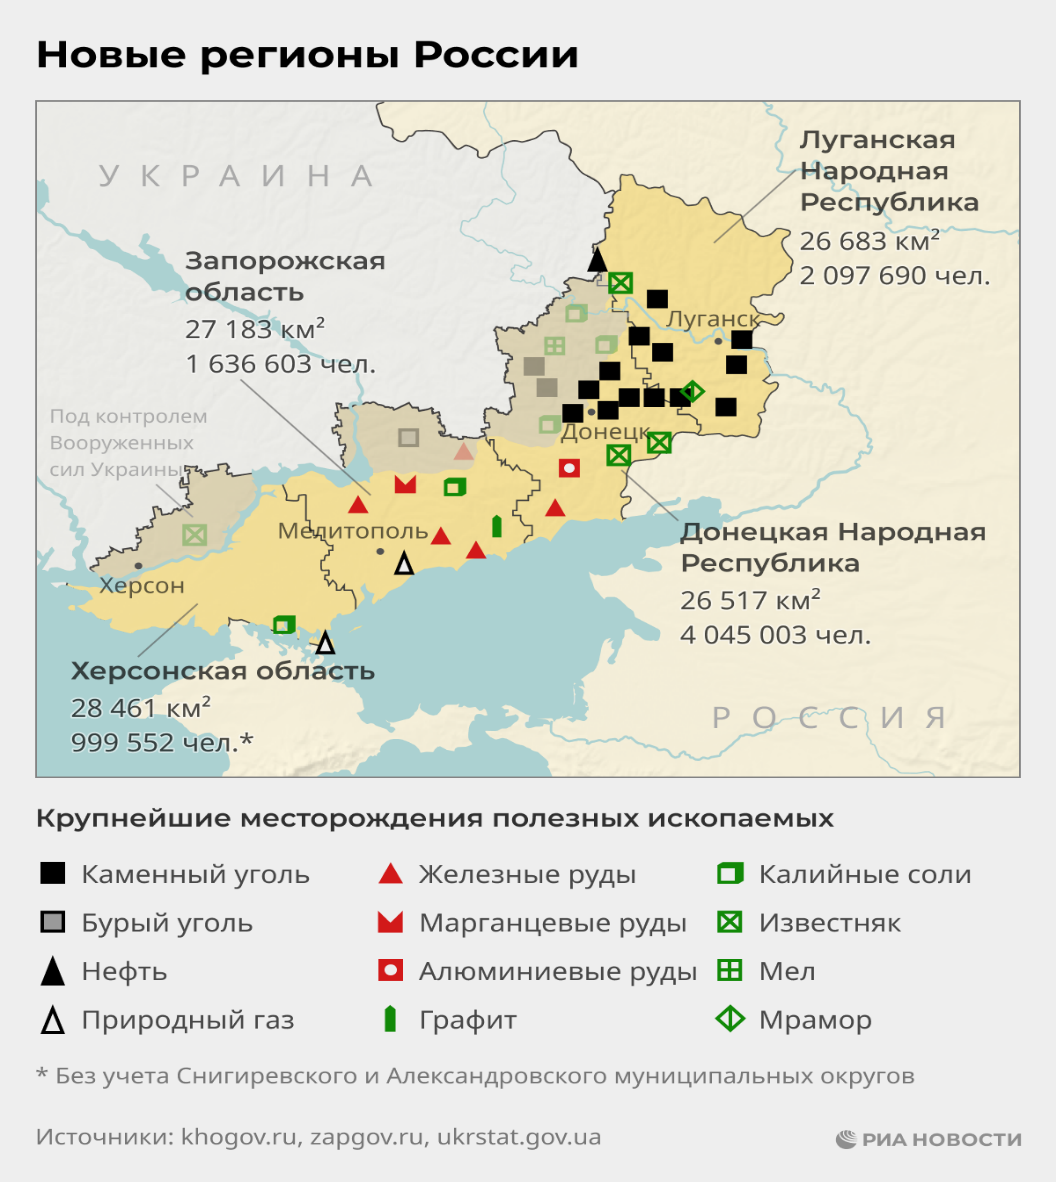 Новые регионы России
УКРАИНА
Луганская
Народная
Республика
26 683 км²
2 097 690 чел.
Запорожская
область
27 183 км²
1 636 603 чел.
Луганск
Под контролем
Вооруженных
сил Украины
Донецк
Мелитополь
Херсон
Донецкая Народная
Республика
26 517 км²
4 045 003 чел.
Херсонская область
28 461 км²
999 552 чел.*
РОССИЯ
Крупнейшие месторождения полезных ископаемых
Каменный уголь
Железные руды
Калийные соли
Бурый уголь
Марганцевые руды
Известняк
Нефть
Алюминиевые руды
Мел
Природный газ
Графит
Мрамор
* Без учета Снигиревского и Александровского муниципальных округов
Источники: khogov.ru, zapgov.ru, ukrstat.gov.ua
РИА НОВОСТИ